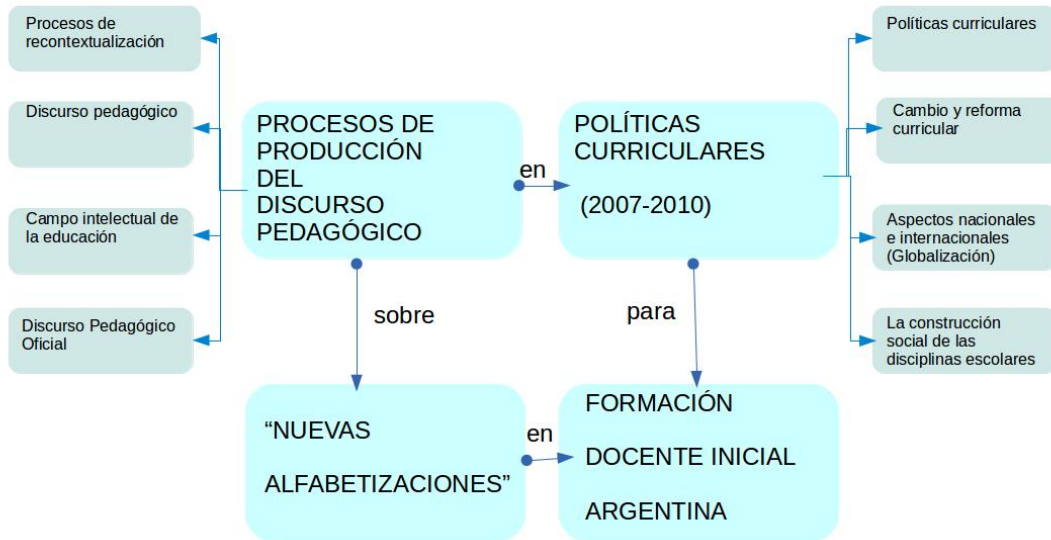 Procesos de
recontextualización
Discurso pedagógico
Campo intelectual de
la educación
Discurso Pedagógico
Oficial
PROCESOS DE
PRODUCCIÓN
DEL
DISCURSO
PEDAGÓGICO
en
POLÍTICAS
CURRICULARES
(2007-2010)
sobre
para
“NUEVAS
ALFABETIZACIONES”
en
FORMACIÓN
DOCENTE INICIAL
ARGENTINA
Políticas curriculares
Cambio y reforma
curricular
Aspectos nacionales
e internacionales
(Globalización)
La construcción
social de las
disciplinas escolares